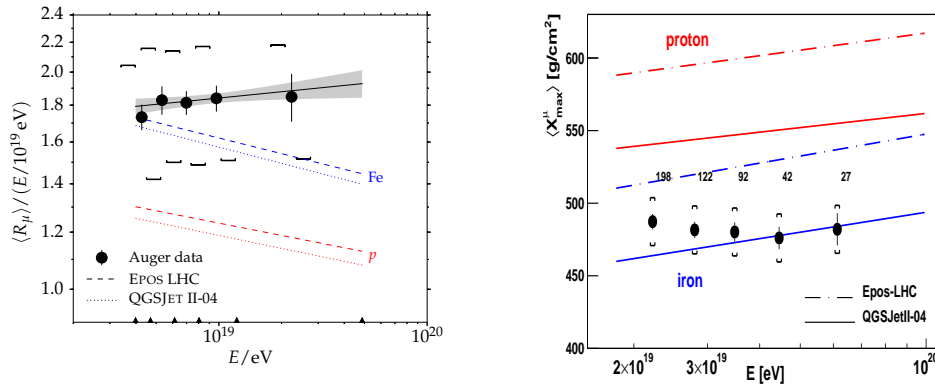 ⟨R_μ⟩/(E/10^19 eV)
2.4
2.2
2.0
1.8
1.6
1.4
1.2
1.0
Fe
p
Auger data
EPOS LHC
QGSJET II-04
10^19
10^20
E/eV
⟨X^μ_max⟩ [g/cm^2]
600
550
500
450
400
proton
198 122 92 42 27
iron
Epos-LHC
QGSJetII-04
2×10^19 3×10^19 10^20
E [eV]